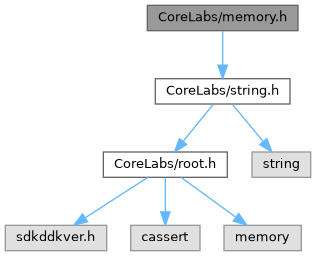 CoreLabs/memory.h
CoreLabs/string.h
CoreLabs/root.h
string
sdkddkver.h
cassert
memory